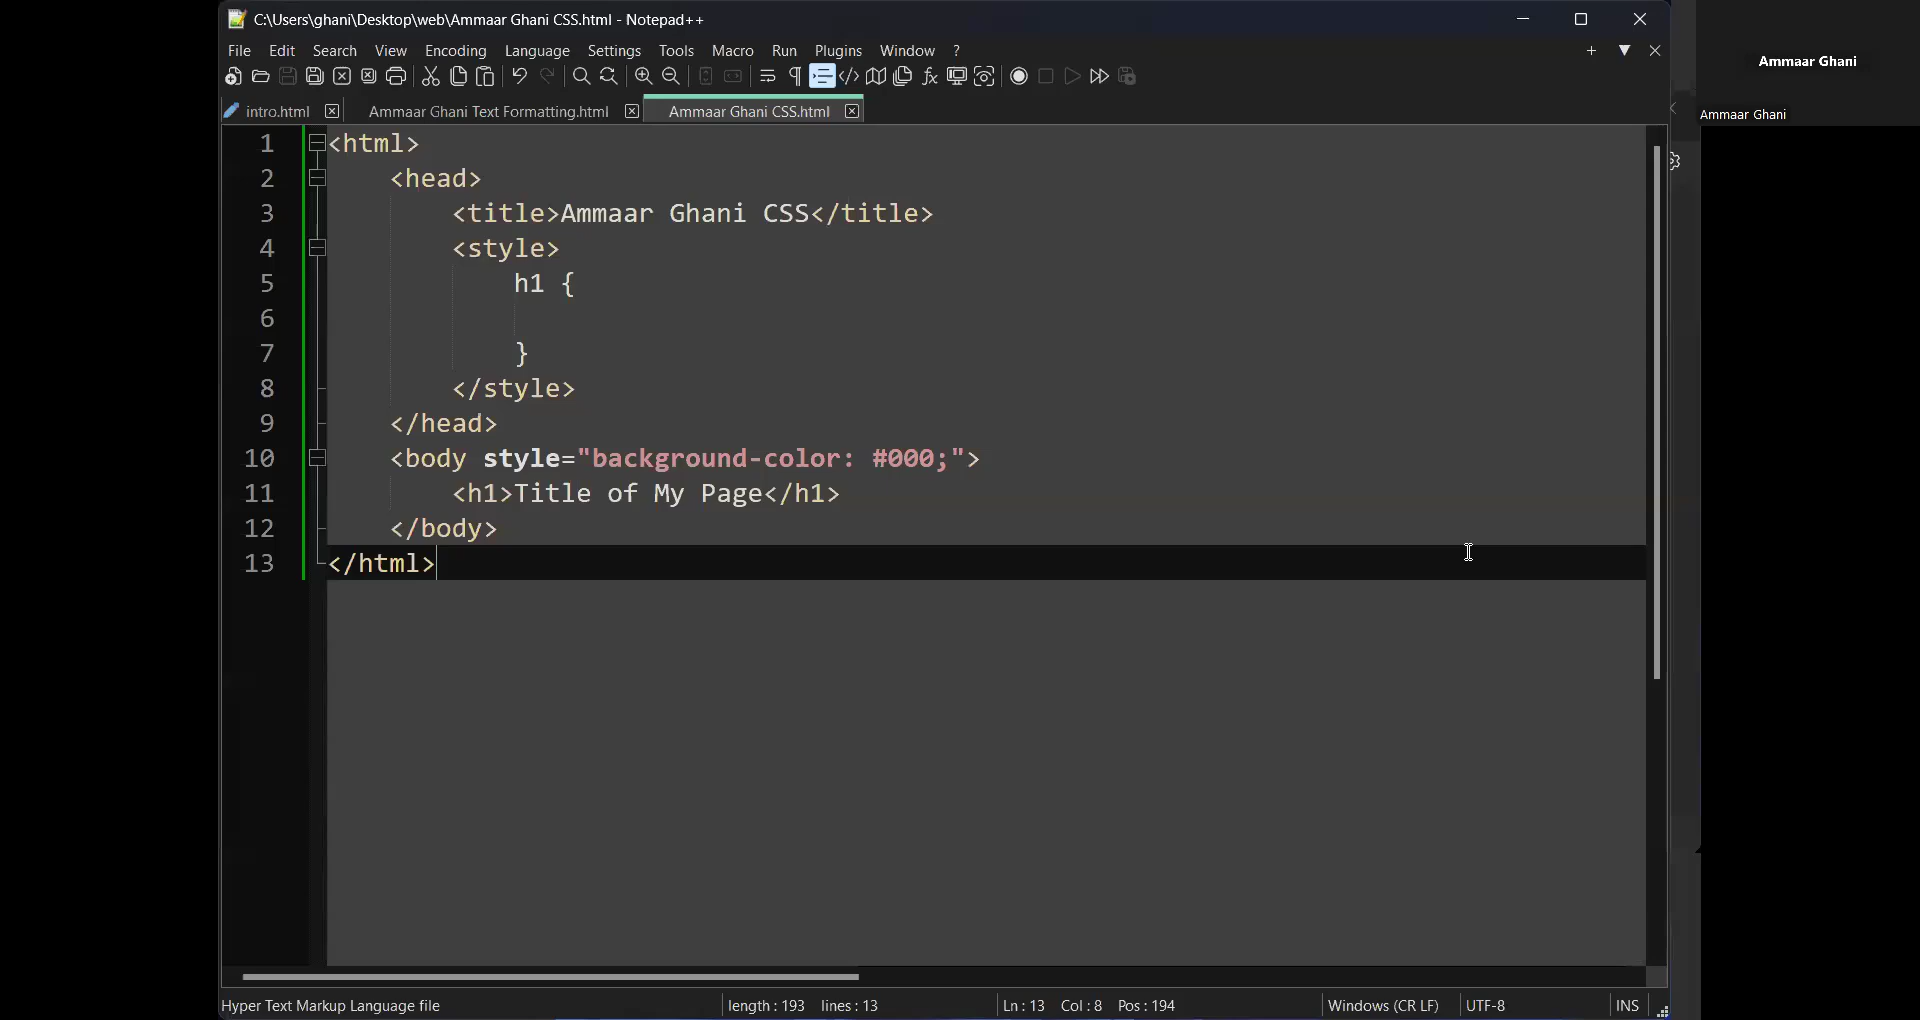 C:\Users\ghani\Desktop\web\Ammaar Ghani CSS.html - Notepad++
File Edit Search View Encoding Language Settings Tools Macro Run Plugins Window ?
intro.html Ammaar Ghani Text Formatting.html Ammaar Ghani CSS.html
1 <html>
2 <head>
3 <title>Ammaar Ghani CSS</title>
4 <style>
5 h1 {
6
7 }
8 </style>
9 </head>
10 <body style="background-color: #000;">
11 <h1>Title of My Page</h1>
12 </body>
13 </html>
Hyper Text Markup Language file length : 193 lines : 13 Ln : 13 Col : 8 Pos : 194 Windows (CR LF) UTF-8 INS
Ammaar Ghani
Ammaar Ghani